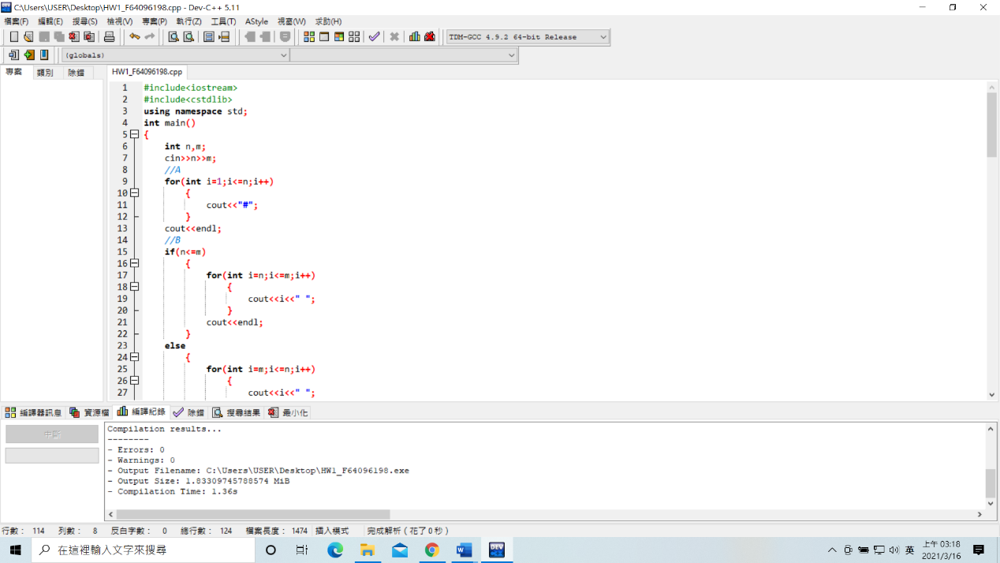 C:\Users\USER\Desktop\HW1_F64096198.cpp - Dev-C++ 5.11
檔案(F) 編輯(E) 搜尋(S) 檢視(V) 專案(P) 執行(Z) 工具(T) AStyle 視窗(W) 求助(H)
TDM-GCC 4.9.2 64-bit Release
(globals)
專案 類別 除錯 HW1_F64096198.cpp
1 #include<iostream>
2 #include<cstdlib>
3 using namespace std;
4 int main()
5 {
6 int n,m;
7 cin>>n>>m;
8 //A
9 for(int i=1;i<=n;i++)
10 {
11 cout<<"#";
12 }
13 cout<<endl;
14 //B
15 if(n<=m)
16 {
17 for(int i=n;i<=m;i++)
18 {
19 cout<<i<<" ";
20 }
21 cout<<endl;
22 }
23 else
24 {
25 for(int i=m;i<=n;i++)
26 {
27 cout<<i<<" ";
編譯器訊息 資源檔 編譯紀錄 除錯 搜尋結果 最小化
中斷
Compilation results...
--------
- Errors: 0
- Warnings: 0
- Output Filename: C:\Users\USER\Desktop\HW1_F64096198.exe
- Output Size: 1.83309745788574 MiB
- Compilation Time: 1.36s
行數: 114 列數: 8 反白字數: 0 總行數: 124 檔案長度: 1474 插入模式 完成解析 (花了 0 秒)
在這裡輸入文字來搜尋
DEV
英
上午 03:18
2021/3/16